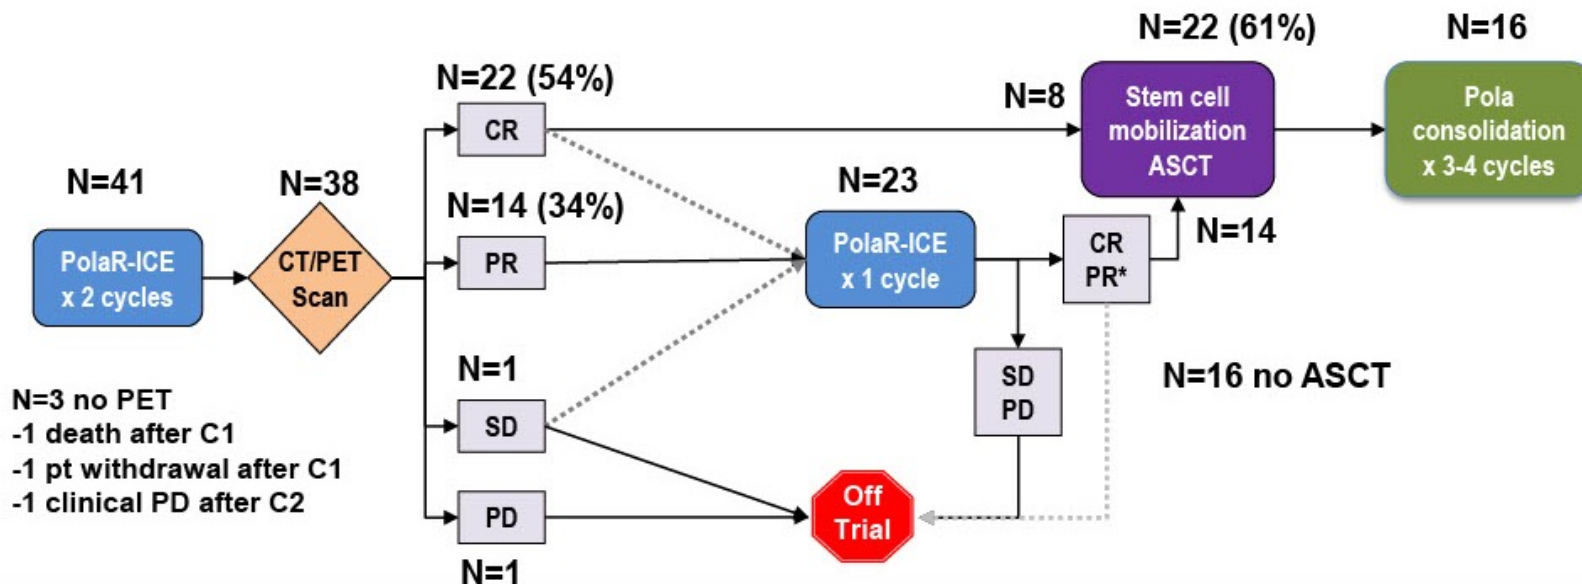 N=41
PolaR-ICE
x 2 cycles
N=3 no PET
-1 death after C1
-1 pt withdrawal after C1
-1 clinical PD after C2
N=38
CT/PET
Scan
N=22 (54%)
CR
N=14 (34%)
PR
N=1
SD
PD
N=1
N=23
PolaR-ICE
x 1 cycle
CR
PR*
SD
PD
Off
Trial
N=8
N=14
N=22 (61%)
Stem cell
mobilization
ASCT
N=16 no ASCT
N=16
Pola
consolidation
x 3-4 cycles